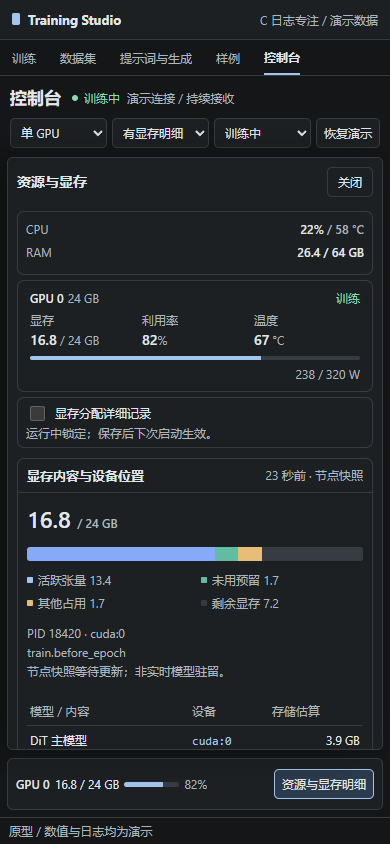 Training Studio
C 日志专注 / 演示数据
训练 数据集 提示词与生成 样例 控制台
控制台 训练中 演示连接 / 持续接收
单 GPU 有显存明细 训练中 恢复演示
资源与显存 关闭
CPU 22% / 58 °C
RAM 26.4 / 64 GB
GPU 0 24 GB 训练
显存 利用率 温度
16.8 / 24 GB 82% 67 °C
238 / 320 W
显存分配详细记录
运行中锁定；保存后下次启动生效。
显存内容与设备位置 23 秒前 · 节点快照
16.8 / 24 GB
活跃张量 13.4 未用预留 1.7
其他占用 1.7 剩余显存 7.2
PID 18420 · cuda:0
train.before_epoch
节点快照等待更新；非实时模型驻留。
模型 / 内容 设备 存储估算
DiT 主模型 cuda:0 3.9 GB
GPU 0 16.8 / 24 GB 82% 资源与显存明细
原型 / 数值与日志均为演示